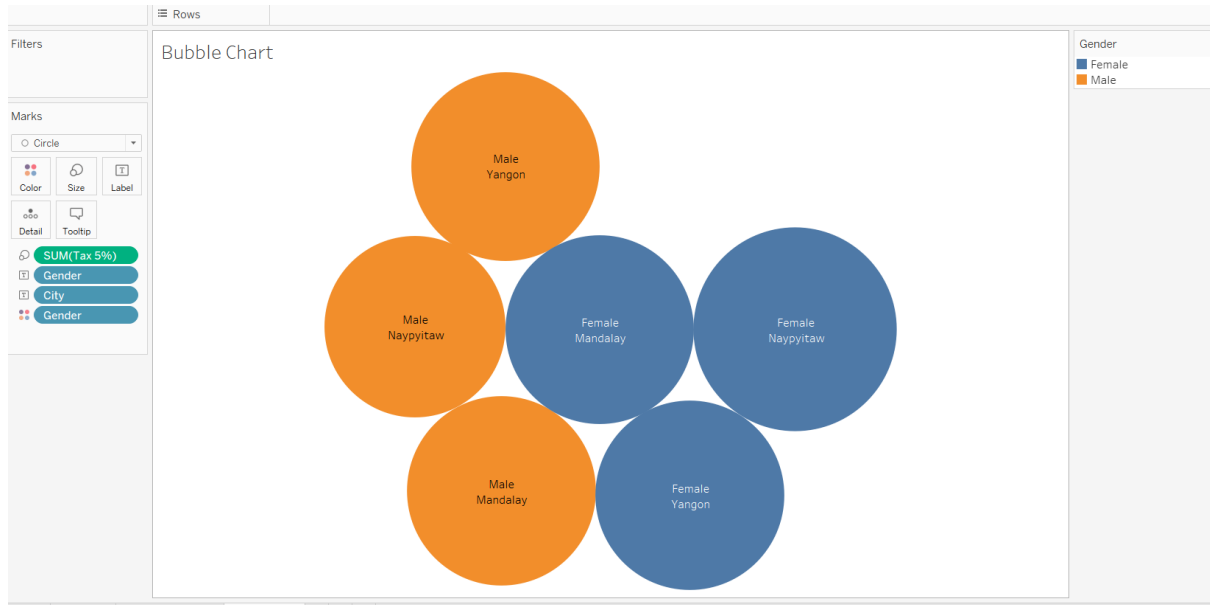 Rows
Filters
Bubble Chart
Gender
Female
Male
Marks
Circle
Color
Size
Label
Detail
Tooltip
SUM(Tax 5%)
Gender
City
Gender
Male
Yangon
Male
Naypyitaw
Female
Mandalay
Female
Naypyitaw
Male
Mandalay
Female
Yangon